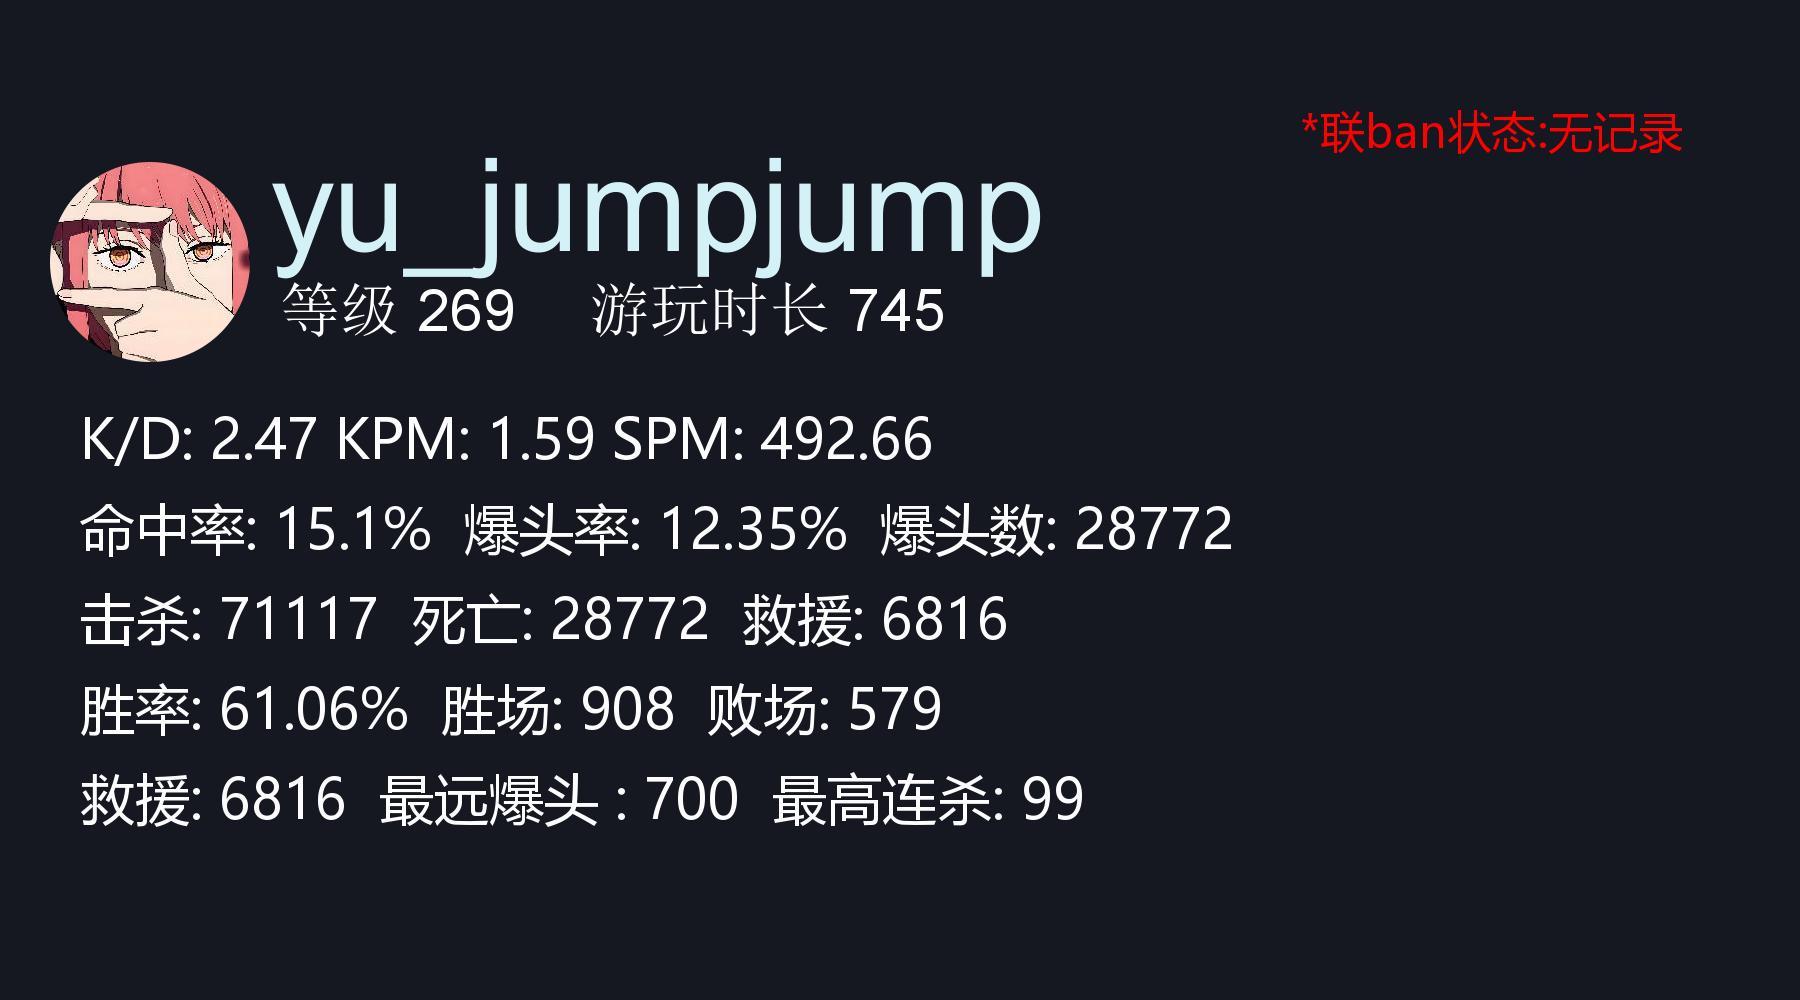 *联ban状态:无记录
yu_jumpjump
等级 269 游玩时长 745
K/D: 2.47 KPM: 1.59 SPM: 492.66
命中率: 15.1% 爆头率: 12.35% 爆头数: 28772
击杀: 71117 死亡: 28772 救援: 6816
胜率: 61.06% 胜场: 908 败场: 579
救援: 6816 最远爆头 : 700 最高连杀: 99